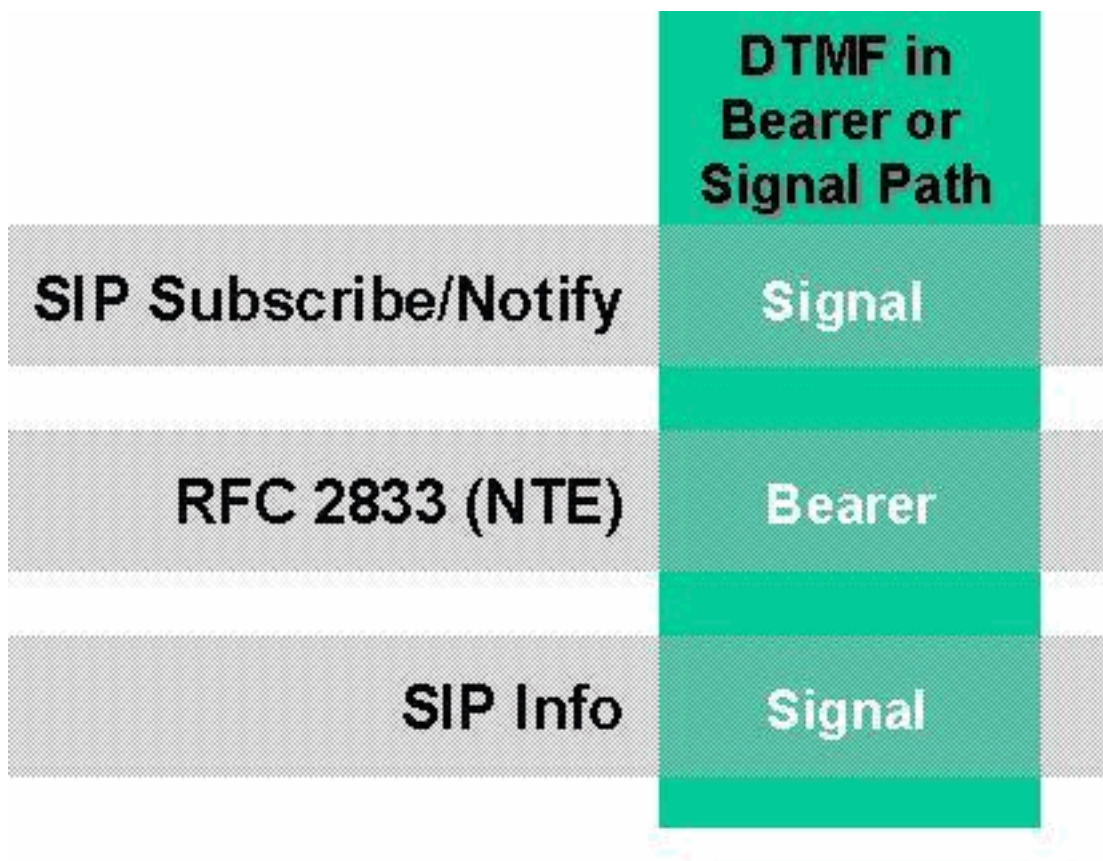 DTMF in
Bearer or
Signal Path
SIP Subscribe/Notify Signal
RFC 2833 (NTE) Bearer
SIP Info Signal